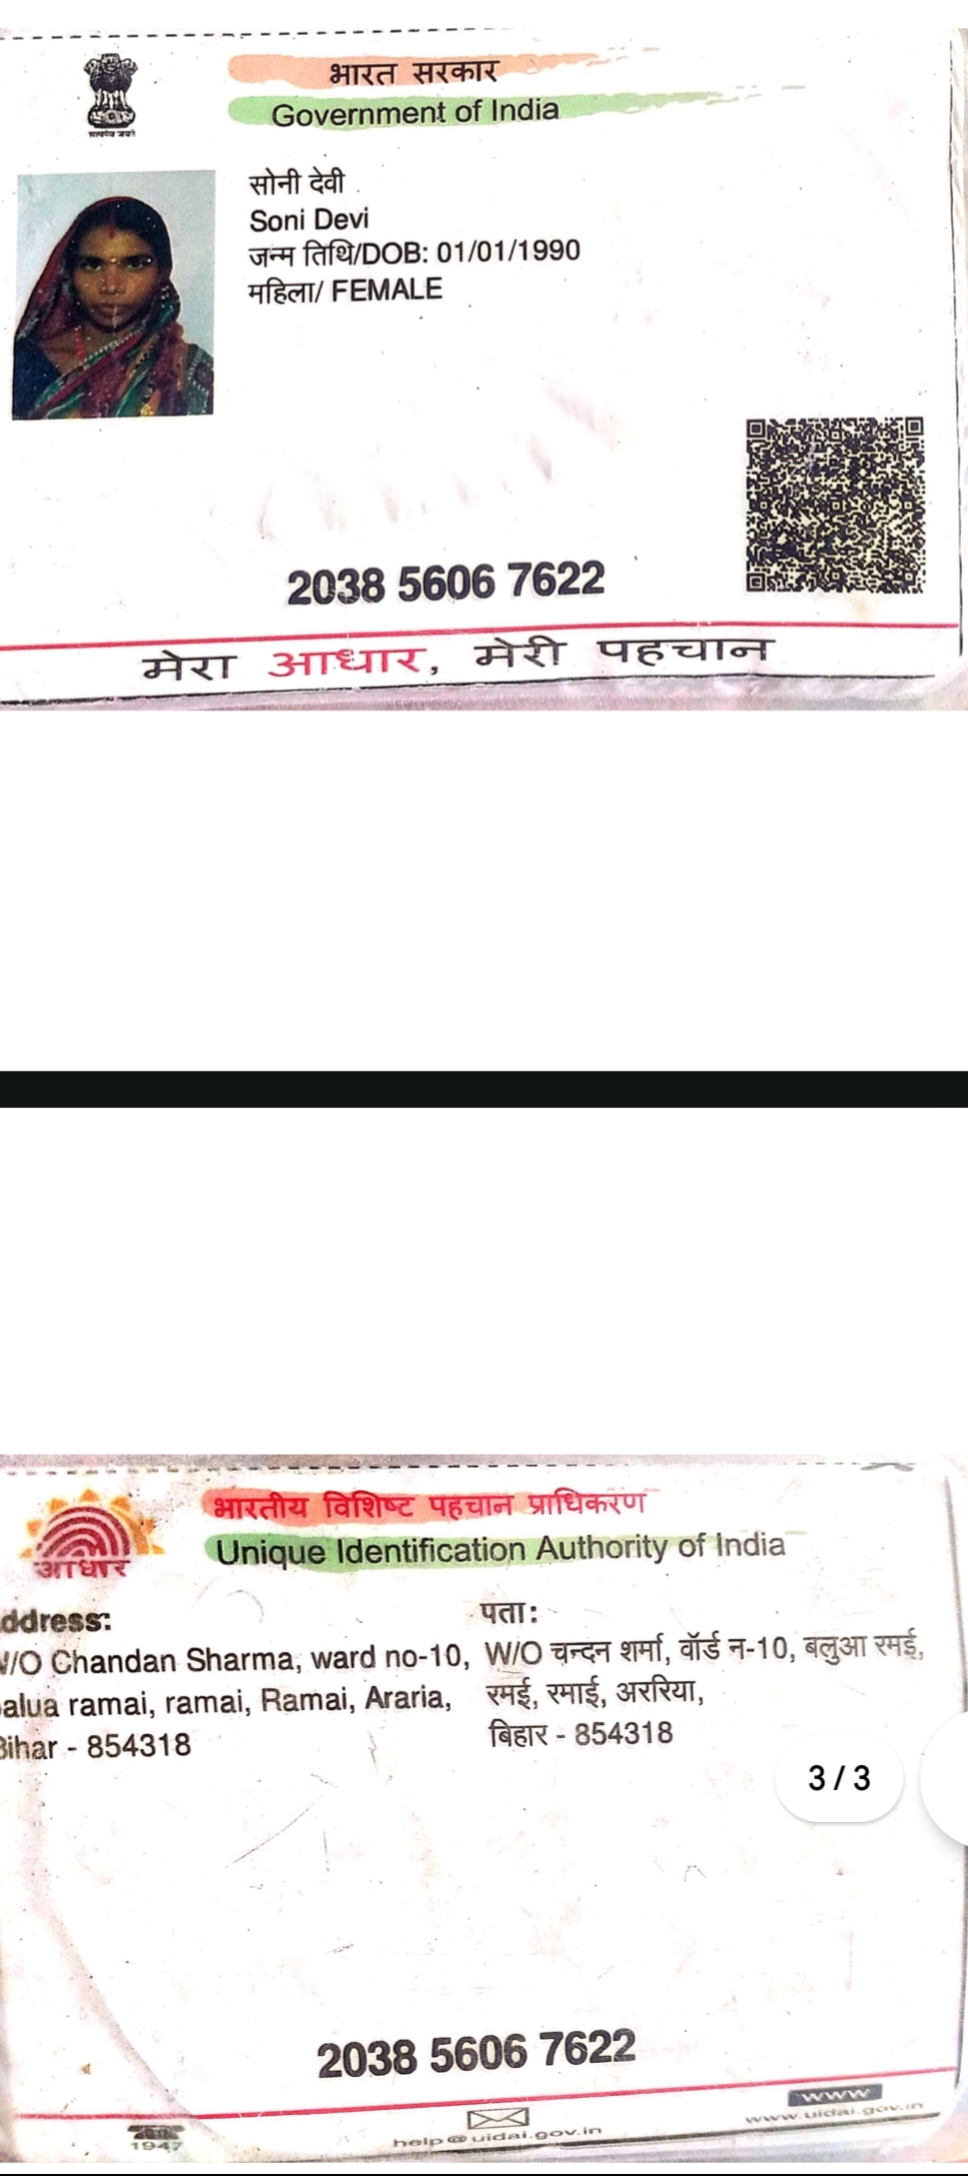 भारत सरकार
Government of India
सत्यमेव जयते
सोनी देवी
Soni Devi
जन्म तिथि/DOB: 01/01/1990
महिला/ FEMALE
2038 5606 7622
मेरा आधार, मेरी पहचान
भारतीय विशिष्ट पहचान प्राधिकरण
Unique Identification Authority of India
आधार
ddress:
/O Chandan Sharma, ward no-10,
alua ramai, ramai, Ramai, Araria,
Bihar - 854318
पता:
W/O चन्दन शर्मा, वॉर्ड न-10, बलुआ रमई,
रमई, रमाई, अररिया,
बिहार - 854318
3 / 3
2038 5606 7622
1947
help@uidai.gov.in
www
www.uidai.gov.in